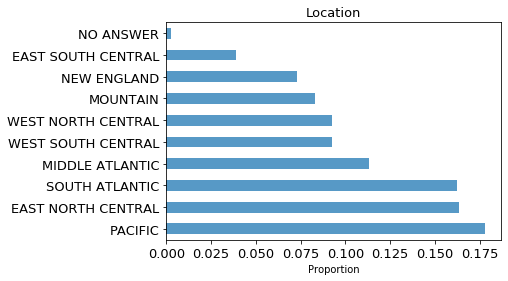 Location
NO ANSWER
EAST SOUTH CENTRAL
NEW ENGLAND
MOUNTAIN
WEST NORTH CENTRAL
WEST SOUTH CENTRAL
MIDDLE ATLANTIC
SOUTH ATLANTIC
EAST NORTH CENTRAL
PACIFIC
0.000 0.025 0.050 0.075 0.100 0.125 0.150 0.175
Proportion